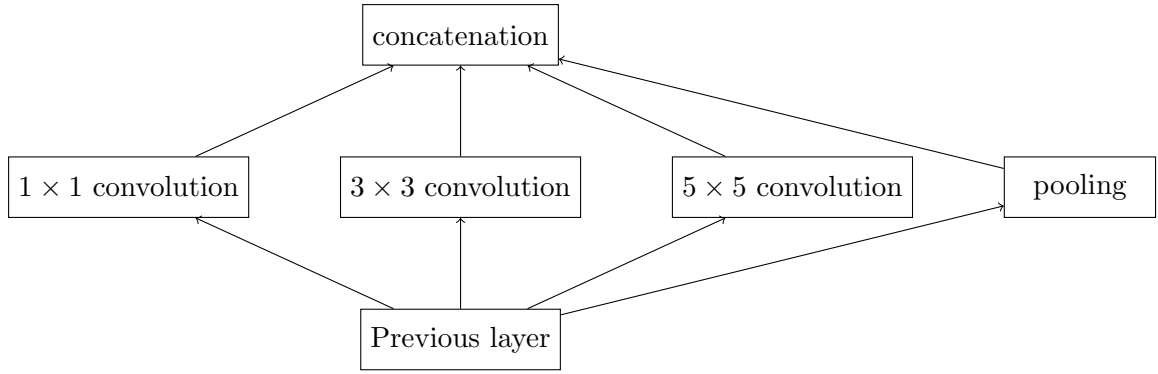 concatenation
1 × 1 convolution
3 × 3 convolution
5 × 5 convolution
pooling
Previous layer